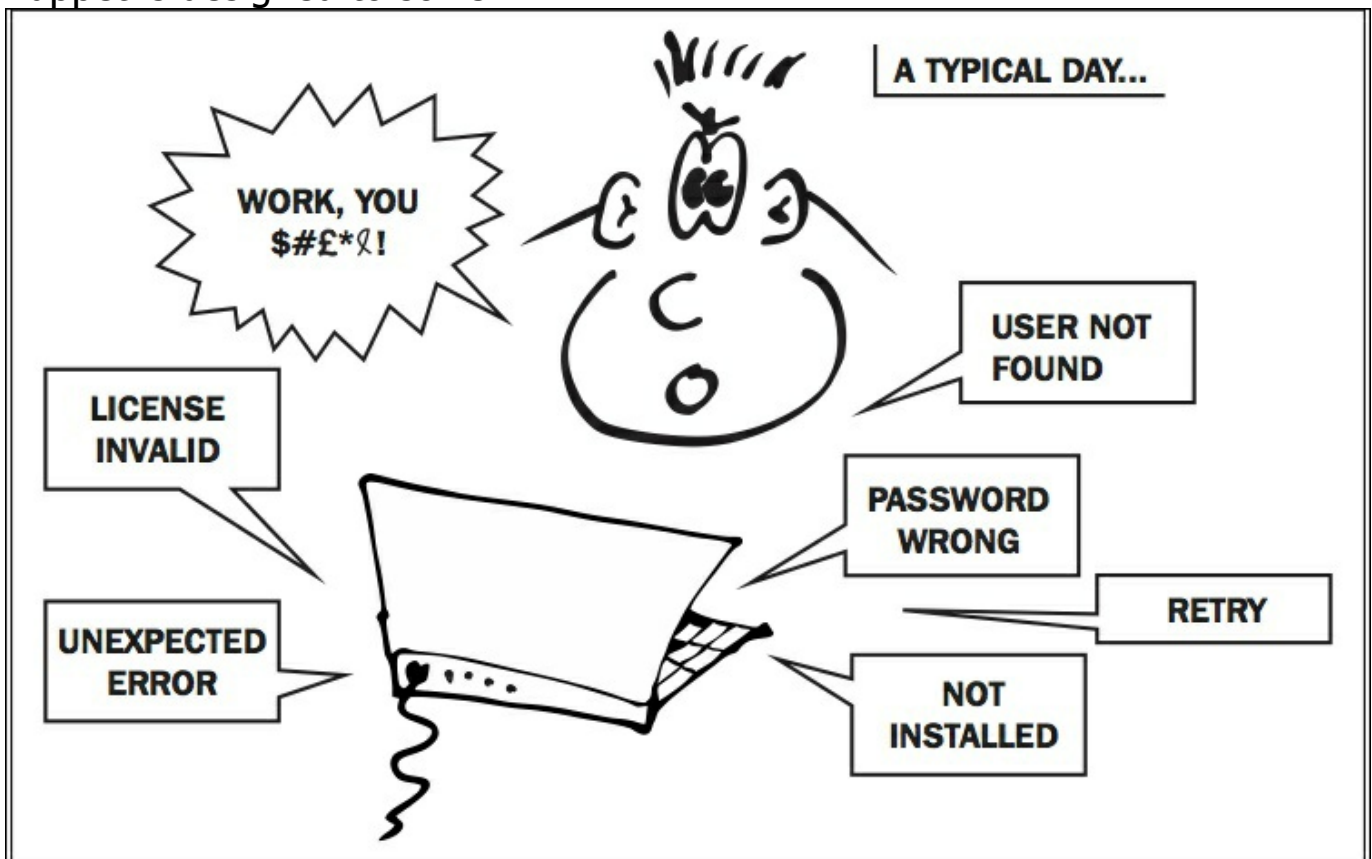 A TYPICAL DAY...
WORK, YOU
$#£*&!
USER NOT
FOUND
LICENSE
INVALID
PASSWORD
WRONG
RETRY
UNEXPECTED
ERROR
NOT
INSTALLED